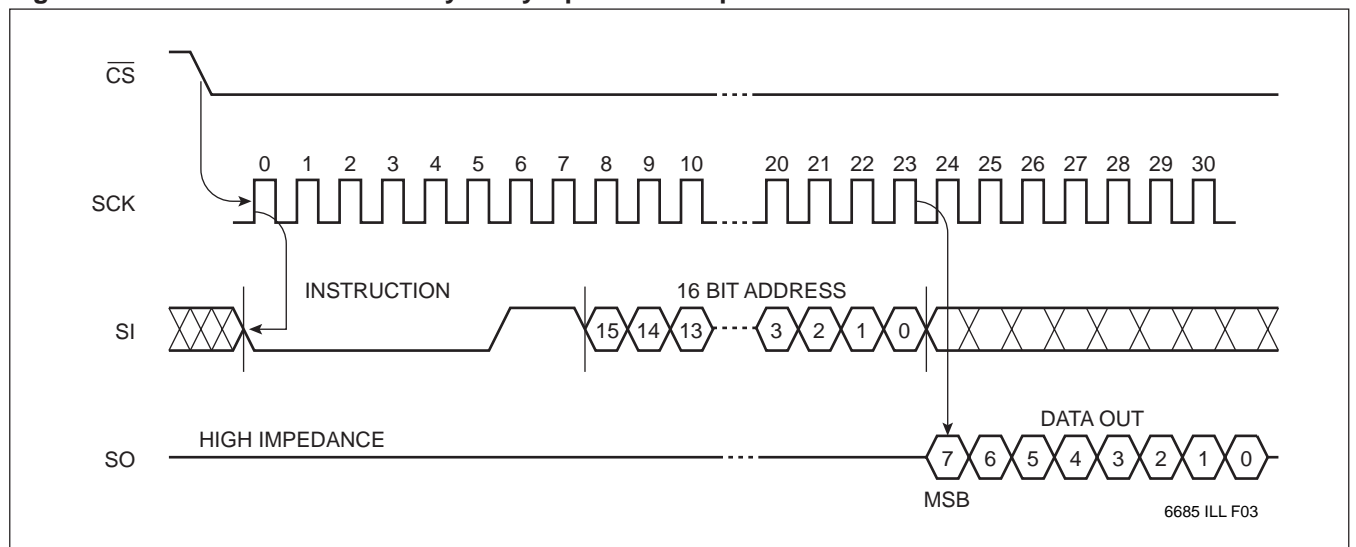 CS
0 1 2 3 4 5 6 7 8 9 10 20 21 22 23 24 25 26 27 28 29 30
SCK
INSTRUCTION 16 BIT ADDRESS
SI 15 14 13 3 2 1 0
DATA OUT
HIGH IMPEDANCE
SO 7 6 5 4 3 2 1 0
MSB
6685 ILL F03